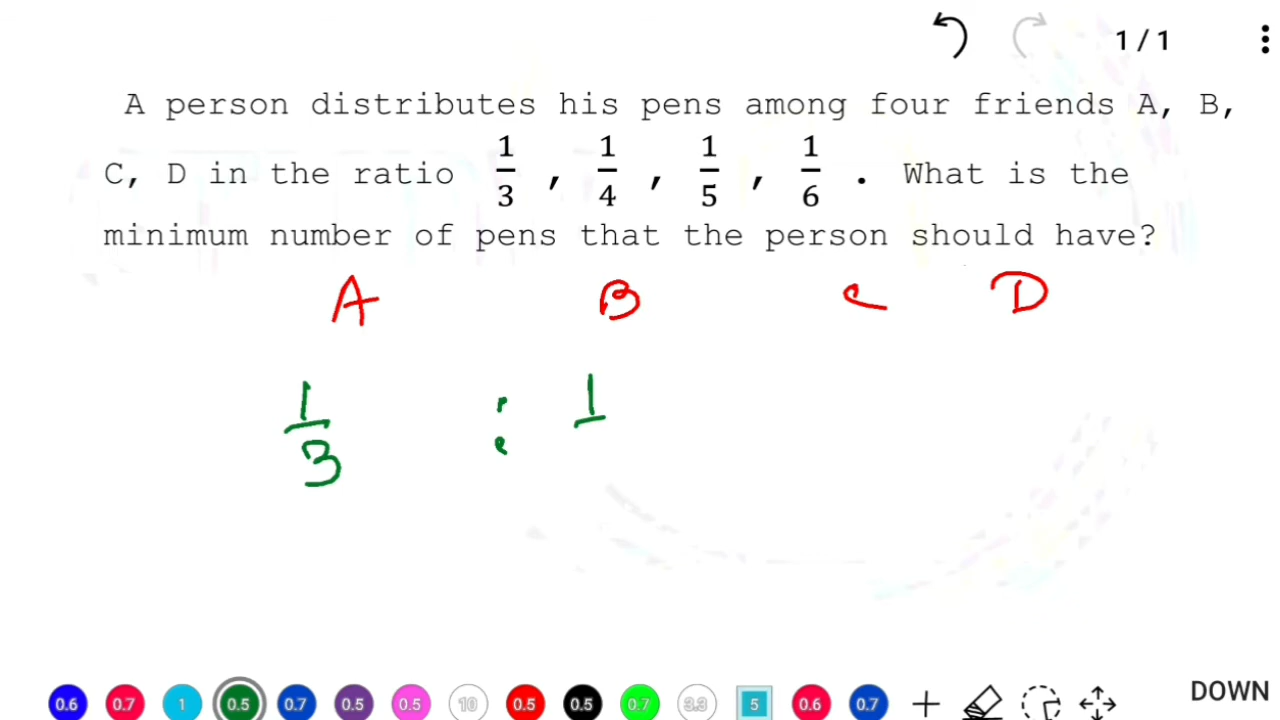 1/1
A person distributes his pens among four friends A, B,
C, D in the ratio 1/3 , 1/4 , 1/5 , 1/6 . What is the
minimum number of pens that the person should have?
A B C D
1/3 : 1
0.6 0.7 1 0.5 0.7 0.5 0.5 10 0.5 0.5 0.7 3.3 5 0.6 0.7 DOWN